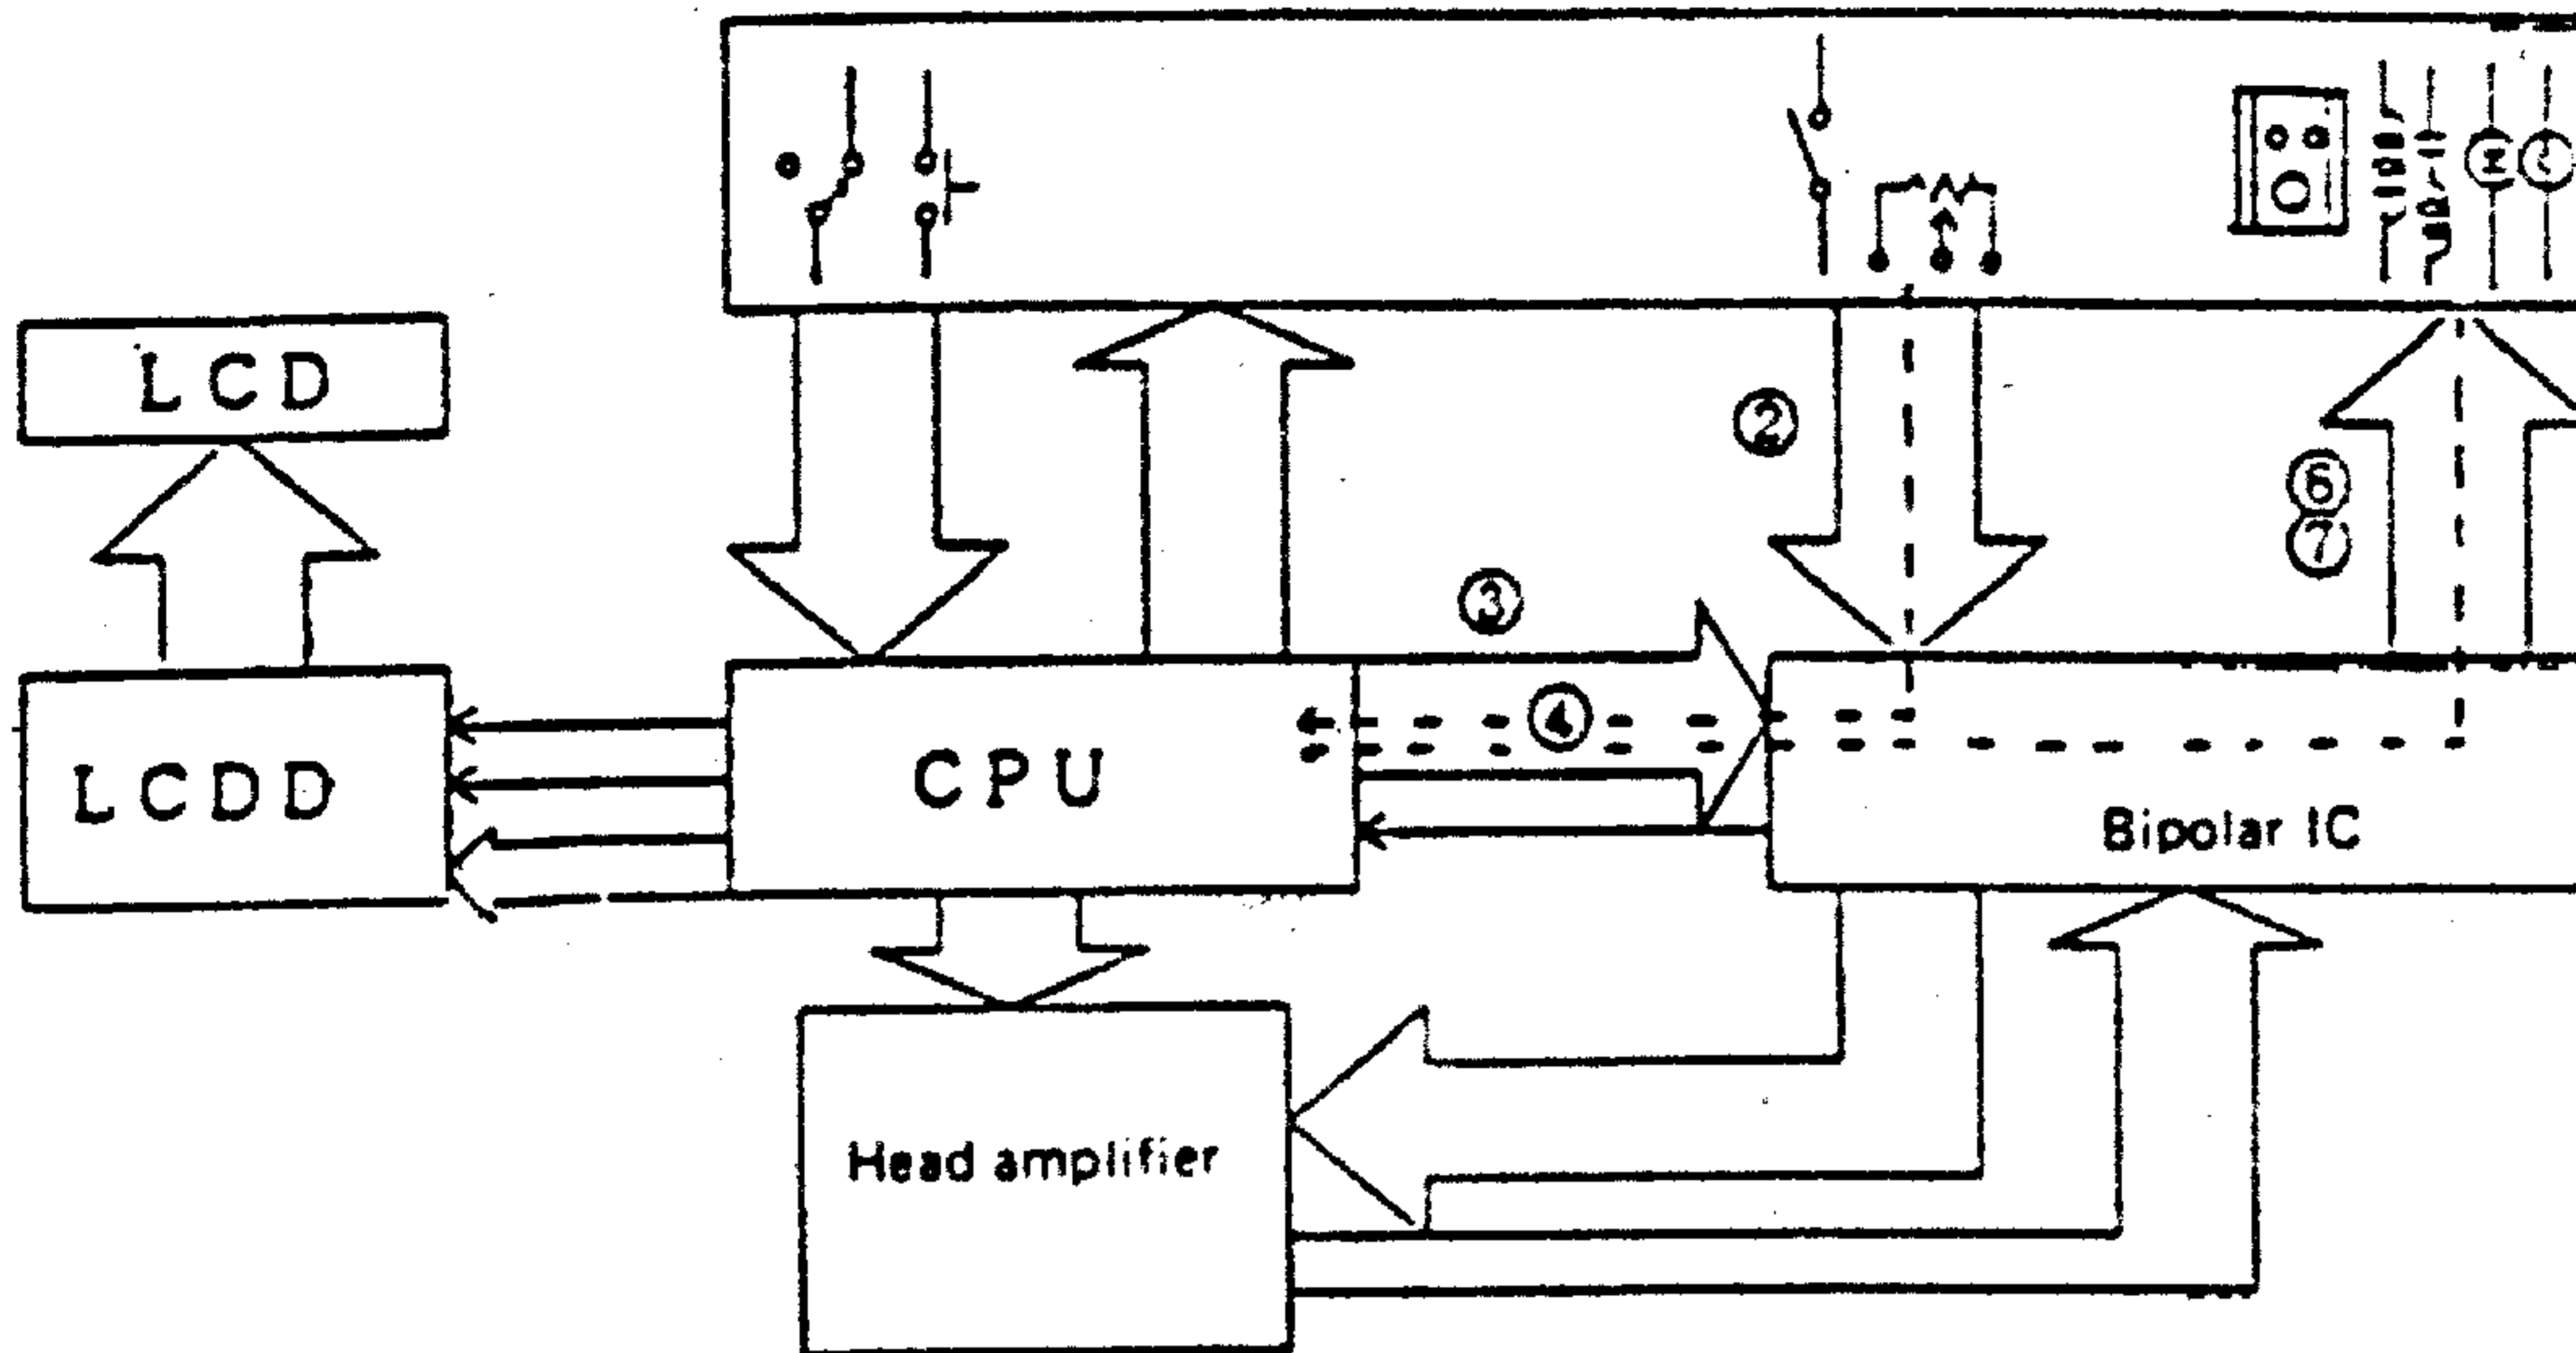 LCD
②
⑥
⑦
③
④
LCDD
CPU
Bipolar IC
Head amplifier